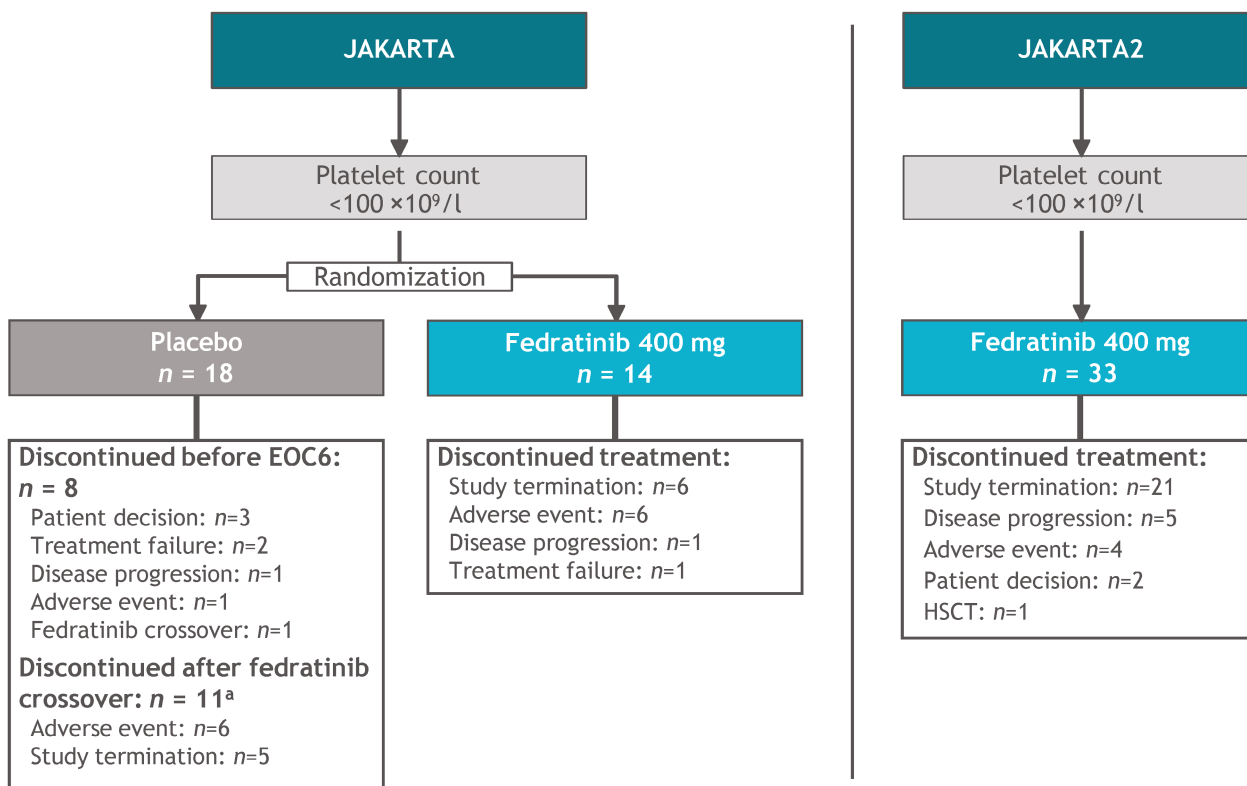 JAKARTA
Platelet count
<100 ×10⁹/l
Randomization
Placebo
n = 18
Fedratinib 400 mg
n = 14
Discontinued before EOC6:
n = 8
Patient decision: n=3
Treatment failure: n=2
Disease progression: n=1
Adverse event: n=1
Fedratinib crossover: n=1
Discontinued after fedratinib
crossover: n = 11ᵃ
Adverse event: n=6
Study termination: n=5
Discontinued treatment:
Study termination: n=6
Adverse event: n=6
Disease progression: n=1
Treatment failure: n=1
JAKARTA2
Platelet count
<100 ×10⁹/l
Fedratinib 400 mg
n = 33
Discontinued treatment:
Study termination: n=21
Disease progression: n=5
Adverse event: n=4
Patient decision: n=2
HSCT: n=1